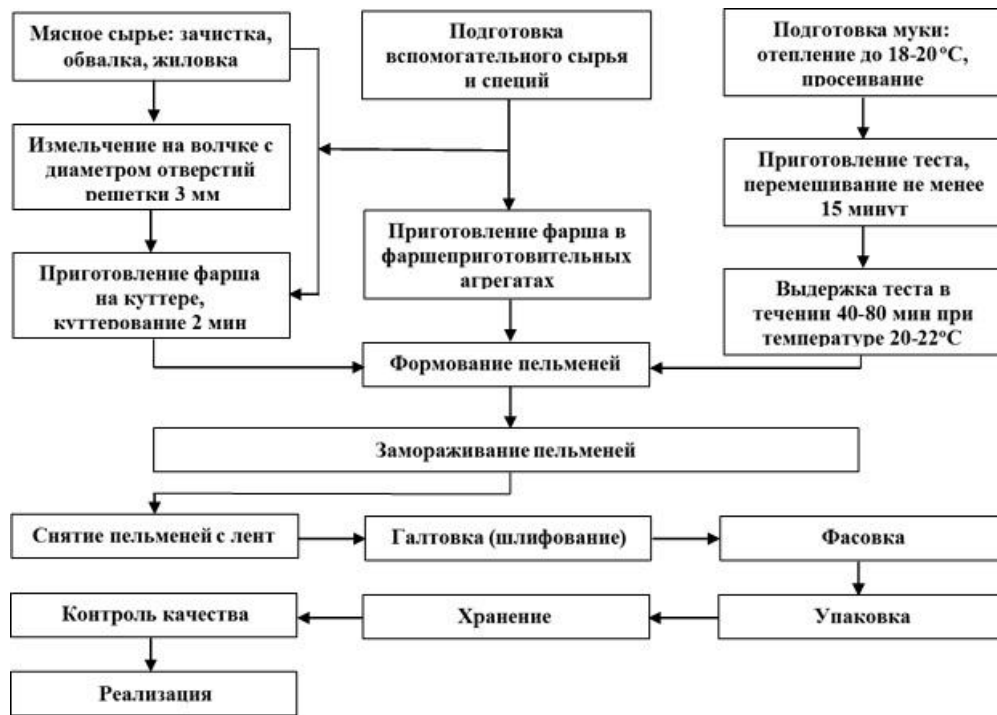 Мясное сырье: зачистка,
обвалка, жиловка
Подготовка
вспомогательного сырья
и специй
Подготовка муки:
отепление до 18-20 ºС,
просеивание
Измельчение на волчке с
диаметром отверстий
решетки 3 мм
Приготовление теста,
перемешивание не менее
15 минут
Приготовление фарша
на куттере,
куттерование 2 мин
Приготовление фарша в
фаршеприготовительных
агрегатах
Выдержка теста в
течении 40-80 мин при
температуре 20-22ºС
Формование пельменей
Замораживание пельменей
Снятие пельменей с лент
Галтовка (шлифование)
Фасовка
Контроль качества
Хранение
Упаковка
Реализация